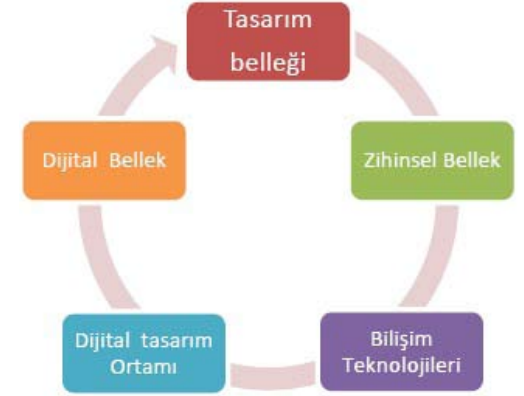 Tasarım
belleği
Zihinsel Bellek
Bilişim
Teknolojileri
Dijital tasarım
Ortamı
Dijital Bellek